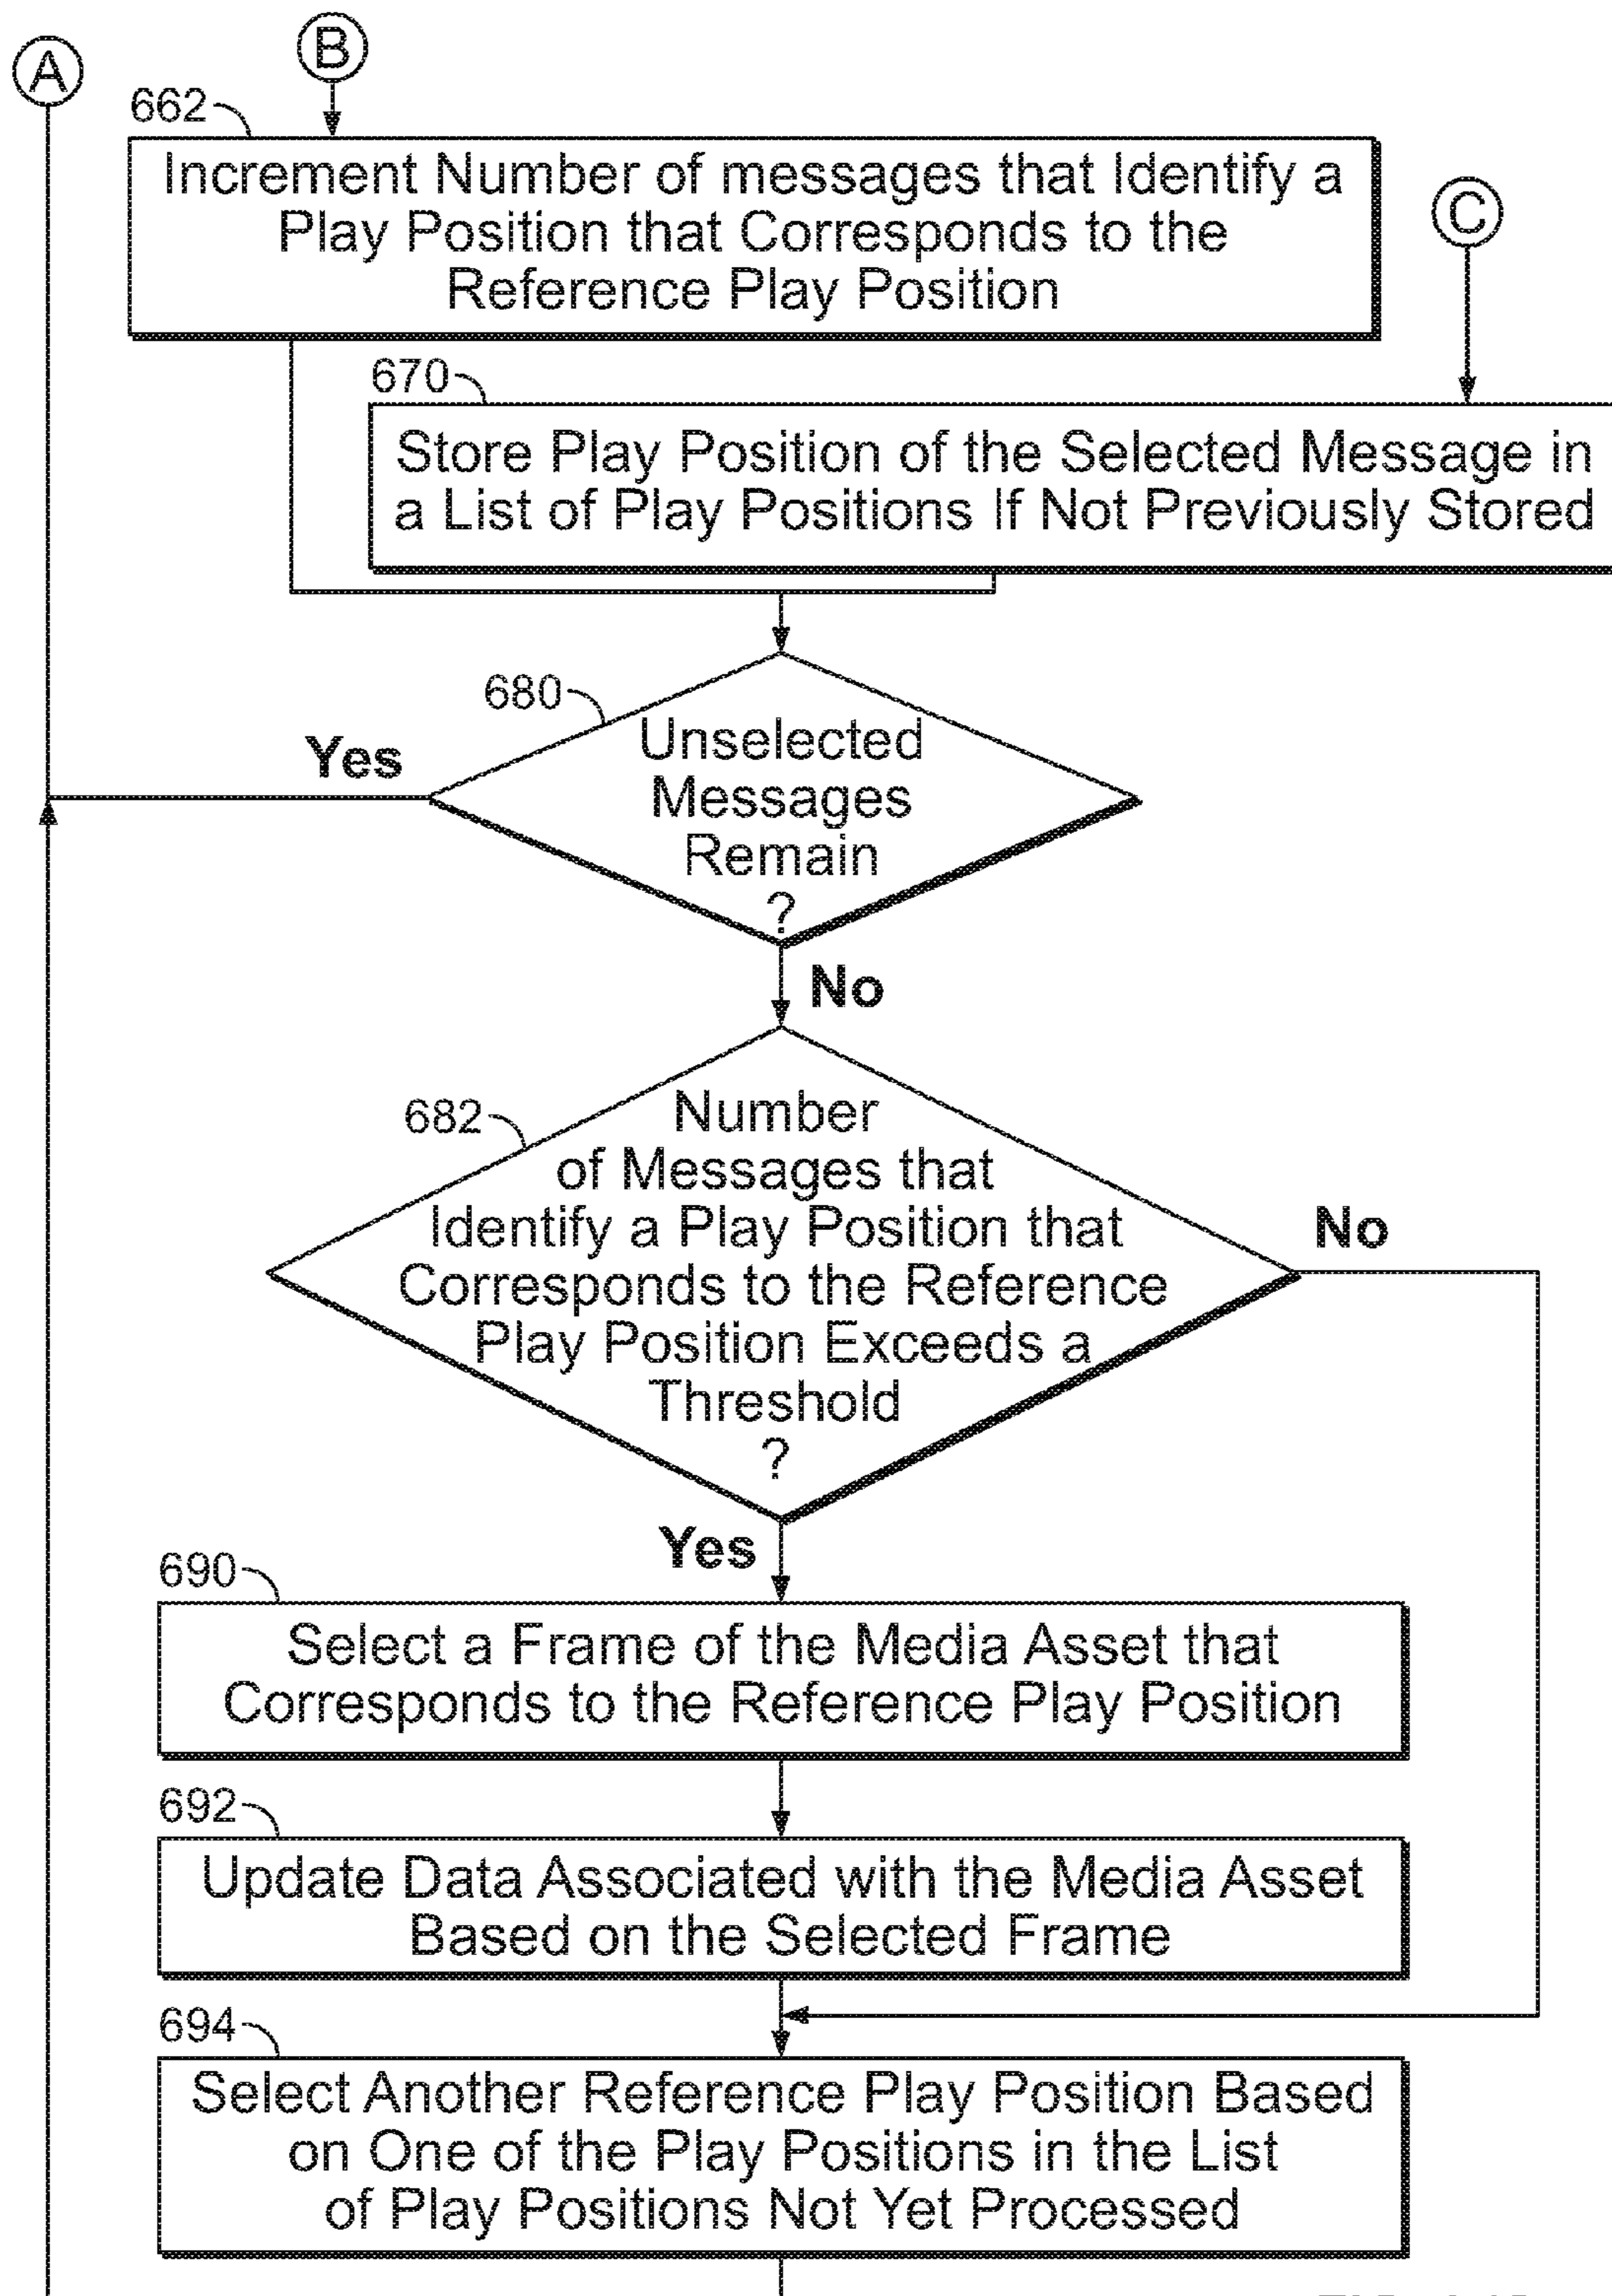 A
B
662
Increment Number of messages that Identify a
Play Position that Corresponds to the
Reference Play Position
C
670
Store Play Position of the Selected Message in
a List of Play Positions If Not Previously Stored
680
Unselected
Messages
Remain
?
Yes
No
682
Number
of Messages that
Identify a Play Position that
Corresponds to the Reference
Play Position Exceeds a
Threshold
?
No
Yes
690
Select a Frame of the Media Asset that
Corresponds to the Reference Play Position
692
Update Data Associated with the Media Asset
Based on the Selected Frame
694
Select Another Reference Play Position Based
on One of the Play Positions in the List
of Play Positions Not Yet Processed